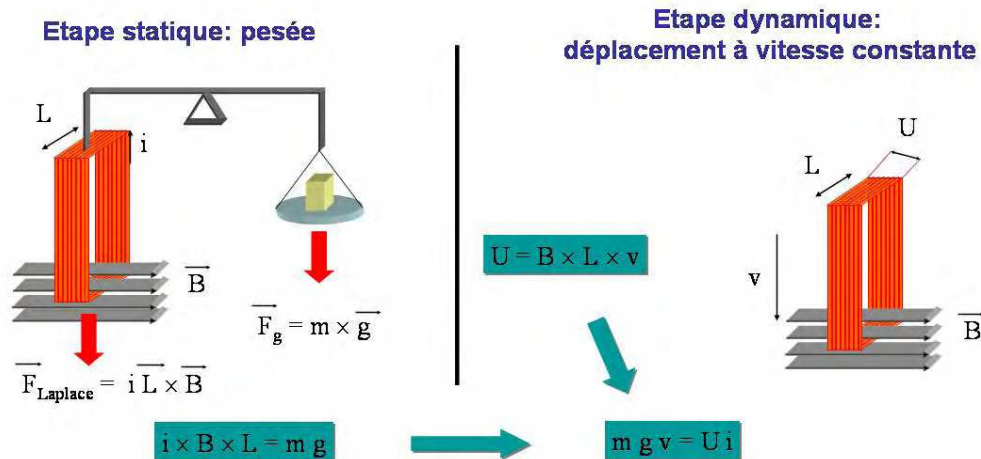 Etape statique: pesée
L
i
B
F_g = m × g
F_Laplace = i L × B
i × B × L = m g
Etape dynamique:
déplacement à vitesse constante
U
L
U = B × L × v
v
B
m g v = U i